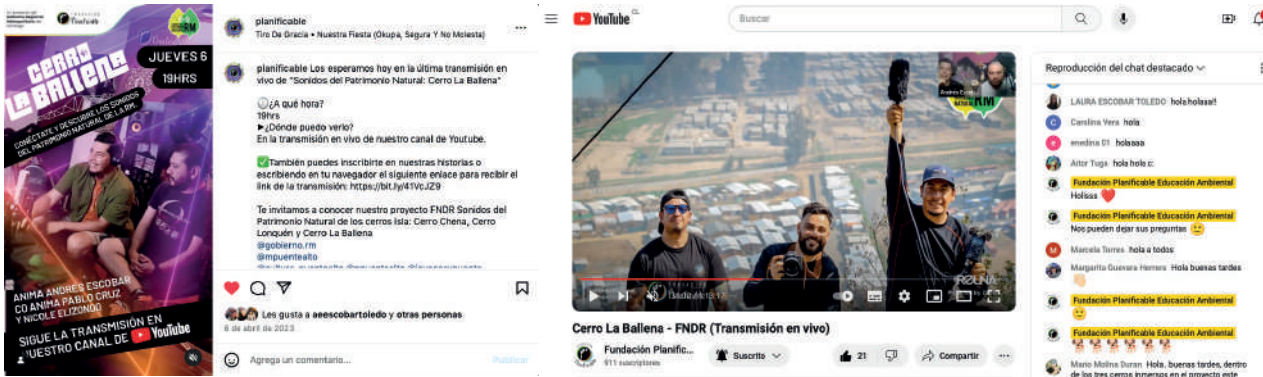 CERRO
LA BALLENA
JUEVES 6
19HRS
CONÉCTATE Y DESCUBRE LOS SONIDOS
DEL PATRIMONIO NATURAL DE LA RM.
ANIMA ANDRES ESCOBAR
CO ANIMA PABLO CRUZ
Y NICOLE ELIZONDO
SIGUE LA TRANSMISIÓN EN
NUESTRO CANAL DE YouTube
planificable
Tiro De Gracia • Nuestra Fiesta (Okupa, Segura Y No Molesta)
planificable Los esperamos hoy en la última transmisión en
vivo de "Sonidos del Patrimonio Natural: Cerro La Ballena"
¿A qué hora?
19hrs
¿Dónde puedo verlo?
En la transmisión en vivo de nuestro canal de Youtube.
También puedes inscribirte en nuestras historias o
escribiendo en tu navegador el siguiente enlace para recibir el
link de la transmisión: https://bit.ly/41VcJZ9
Te invitamos a conocer nuestro proyecto FNDR Sonidos del
Patrimonio Natural de los cerros isla: Cerro Chena, Cerro
Lonquén y Cerro La Ballena
@gobierno.rm
@mpuentealto
Les gusta a aeescobartoledo y otras personas
6 de abril de 2023
Agrega un comentario...
Publicar
YouTube CL
Buscar
RM
Cerro La Ballena - FNDR (Transmisión en vivo)
Fundación Planific...
911 suscriptores
Suscrito
21
Compartir
Reproducción del chat destacado
LAURA ESCOBAR TOLEDO hola holaaa!!
Carolina Vera hola
enedina 01 holaaaa
Aitor Tuga hola hola c:
Fundación Planificable Educación Ambiental
Holisss
Fundación Planificable Educación Ambiental
Nos pueden dejar sus preguntas
Marcela Torres hola a todos
Margarita Guevara Herrera Hola buenas tardes
Fundación Planificable Educación Ambiental
Fundación Planificable Educación Ambiental
Mario Molina Duran Hola, buenas tardes, dentro
de los tres cerros inmersos en el proyecto este